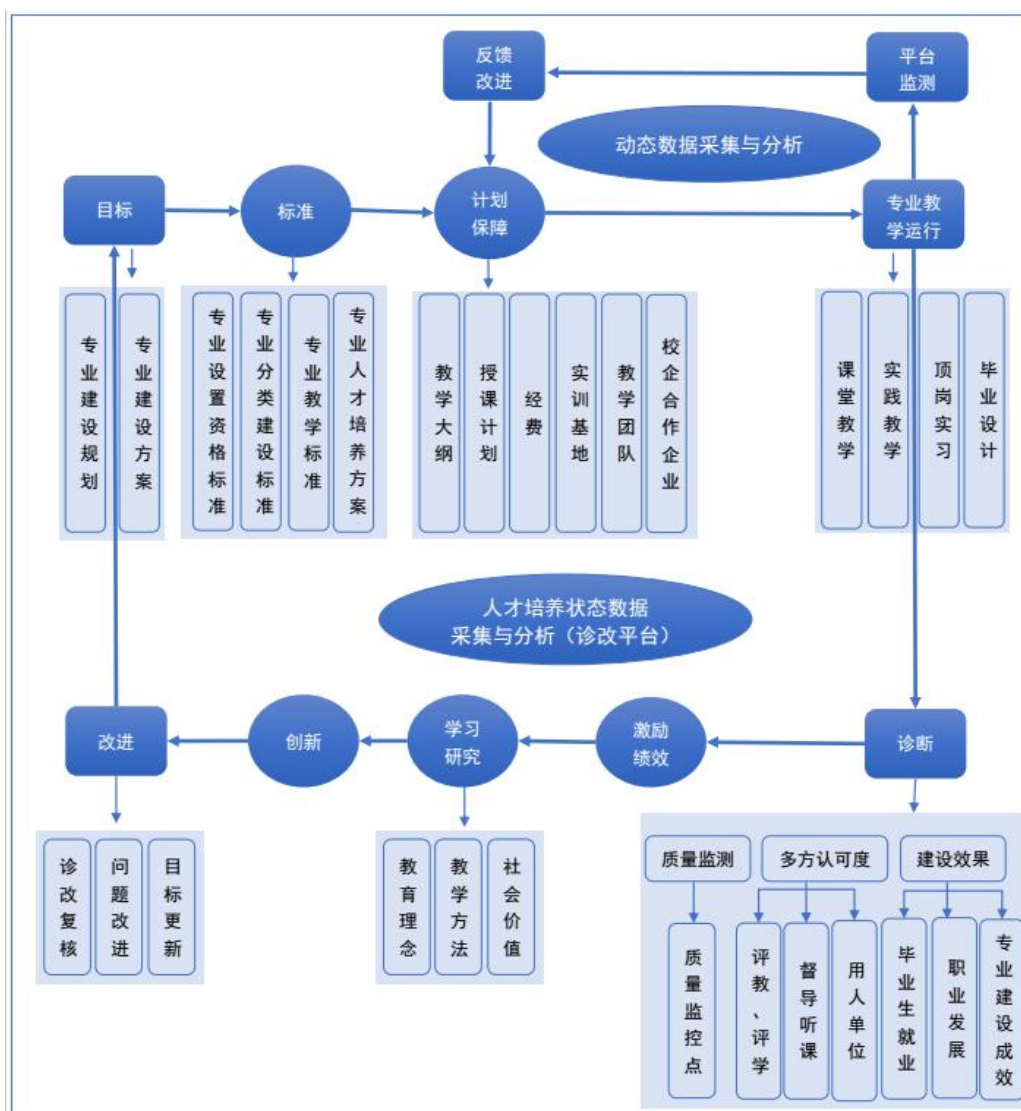 反馈
改进
平台
监测
动态数据采集与分析
目标
标准
计划
保障
专业教
学运行
专业建设规划
专业建设方案
专业设置资格标准
专业分类建设标准
专业教学标准
专业人才培养方案
教学大纲
授课计划
经费
实训基地
教学团队
校企合作企业
课堂教学
实践教学
顶岗实习
毕业设计
人才培养状态数据
采集与分析（诊改平台）
改进
创新
学习
研究
激励
绩效
诊断
诊改复核
问题改进
目标更新
教育理念
教学方法
社会价值
质量监测
多方认可度
建设效果
质量监控点
评教、评学
督导听课
用人单位
毕业生就业
职业发展
专业建设成效